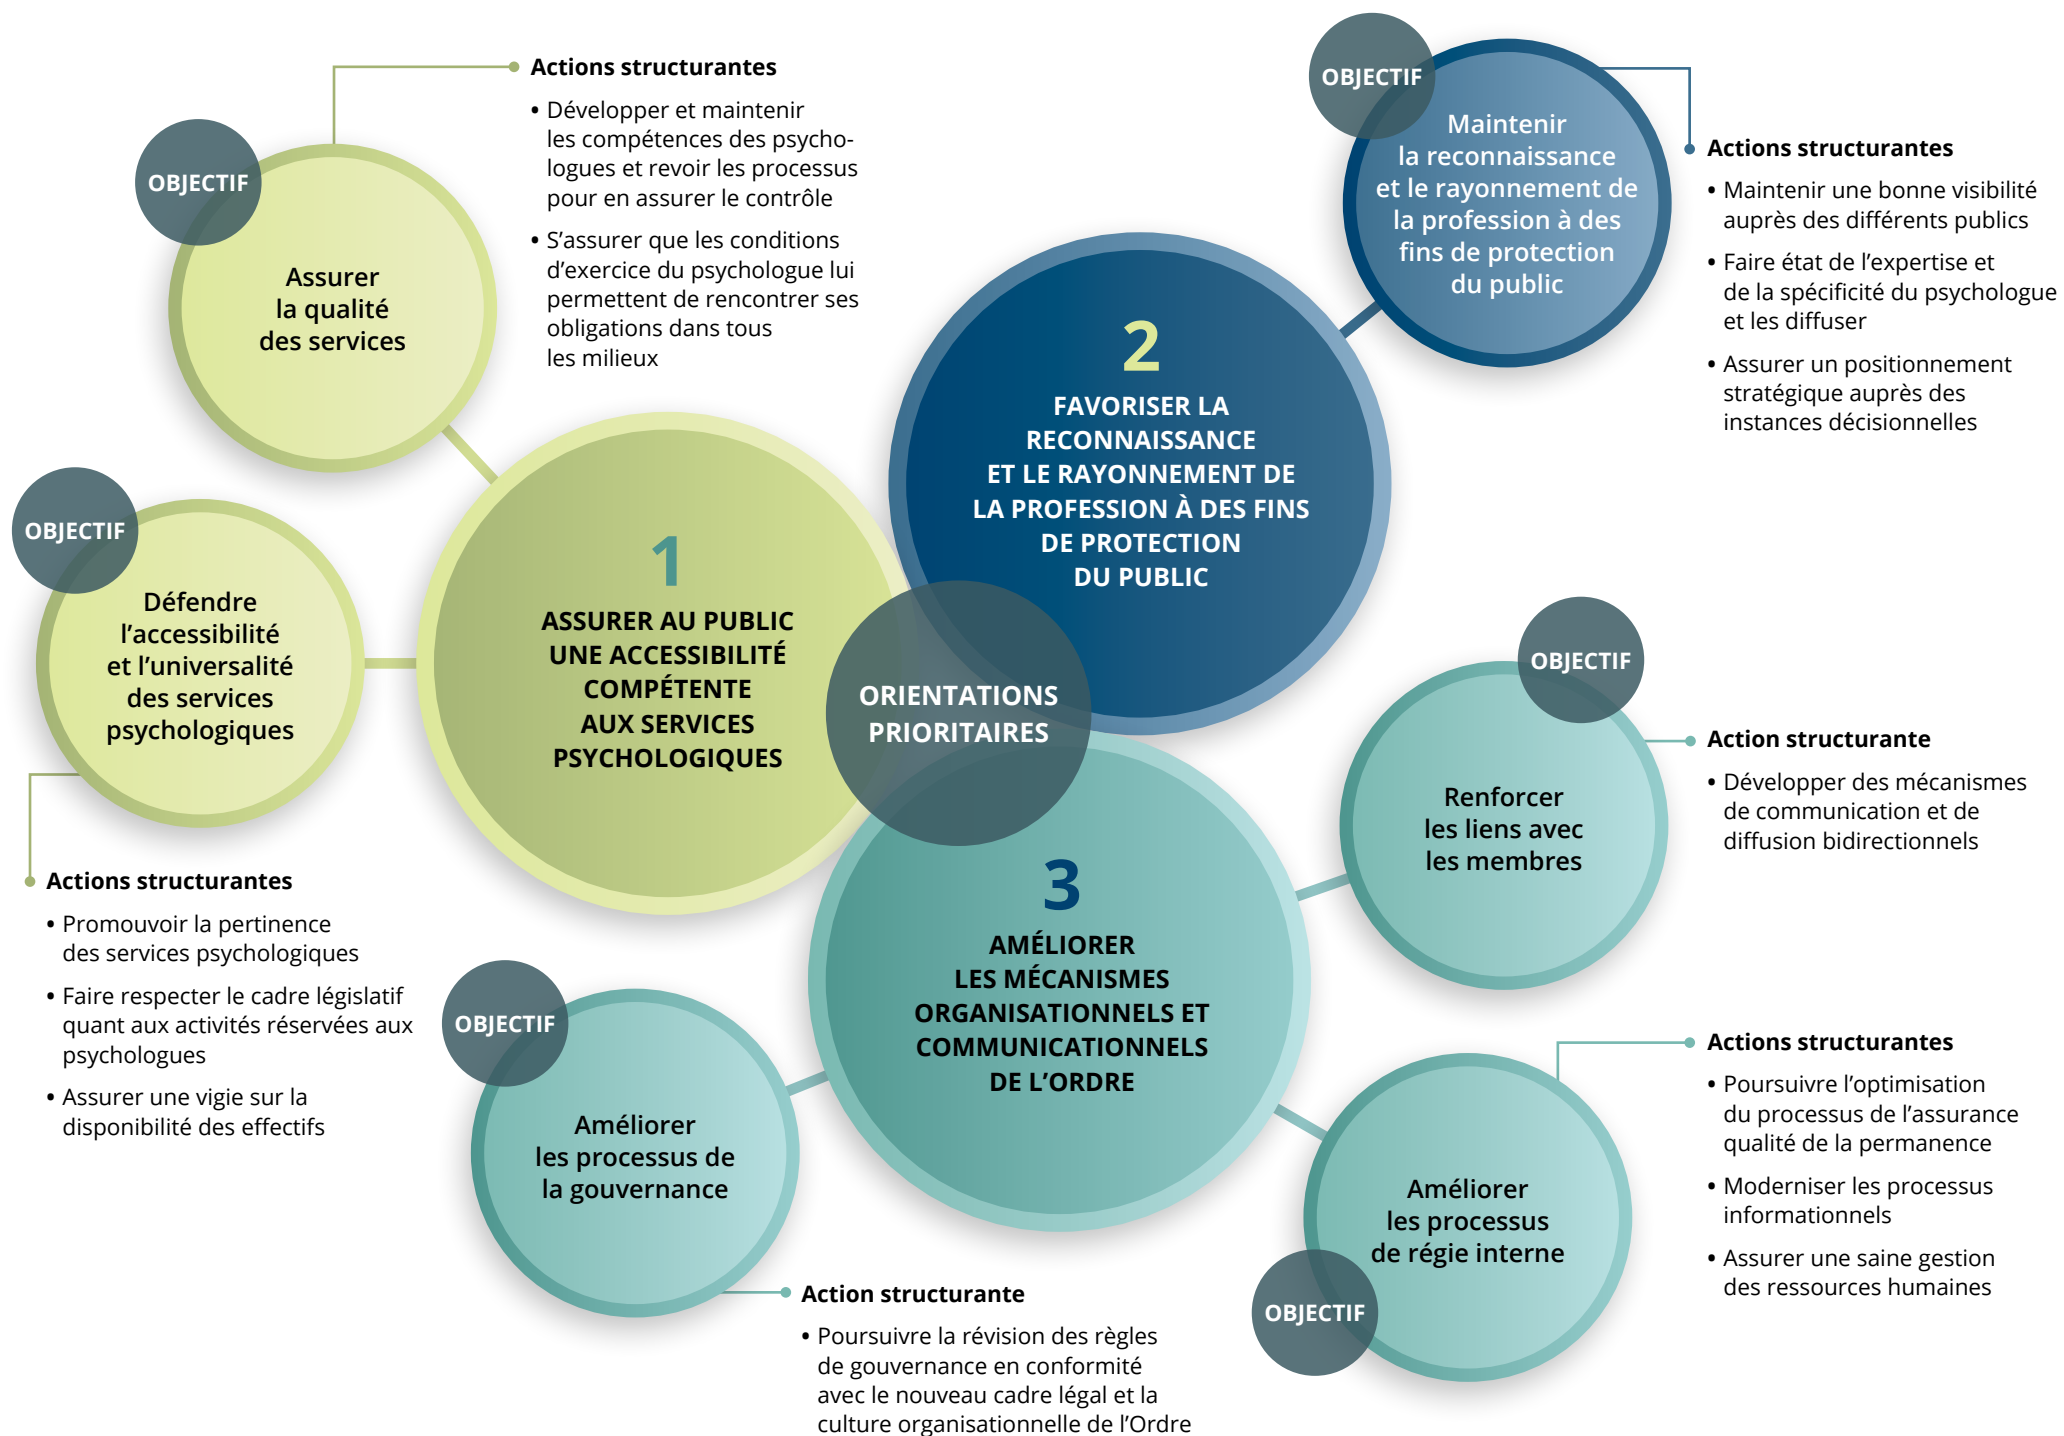 Actions structurantes
• Développer et maintenir
les compétences des psycho-
logues et revoir les processus
pour en assurer le contrôle
• S’assurer que les conditions
d’exercice du psychologue lui
permettent de rencontrer ses
obligations dans tous
les milieux
OBJECTIF
Assurer
la qualité
des services
OBJECTIF
Défendre
l’accessibilité
et l’universalité
des services
psychologiques
Actions structurantes
• Promouvoir la pertinence
des services psychologiques
• Faire respecter le cadre législatif
quant aux activités réservées aux
psychologues
• Assurer une vigie sur la
disponibilité des effectifs
1
ASSURER AU PUBLIC
UNE ACCESSIBILITÉ
COMPÉTENTE
AUX SERVICES
PSYCHOLOGIQUES
ORIENTATIONS
PRIORITAIRES
2
FAVORISER LA
RECONNAISSANCE
ET LE RAYONNEMENT DE
LA PROFESSION À DES FINS
DE PROTECTION
DU PUBLIC
OBJECTIF
Maintenir
la reconnaissance
et le rayonnement de
la profession à des
fins de protection
du public
Actions structurantes
• Maintenir une bonne visibilité
auprès des différents publics
• Faire état de l’expertise et
de la spécificité du psychologue
et les diffuser
• Assurer un positionnement
stratégique auprès des
instances décisionnelles
3
AMÉLIORER
LES MÉCANISMES
ORGANISATIONNELS ET
COMMUNICATIONNELS
DE L’ORDRE
OBJECTIF
Renforcer
les liens avec
les membres
Action structurante
• Développer des mécanismes
de communication et de
diffusion bidirectionnels
OBJECTIF
Améliorer
les processus
de régie interne
Actions structurantes
• Poursuivre l’optimisation
du processus de l’assurance
qualité de la permanence
• Moderniser les processus
informationnels
• Assurer une saine gestion
des ressources humaines
OBJECTIF
Améliorer
les processus de
la gouvernance
Action structurante
• Poursuivre la révision des règles
de gouvernance en conformité
avec le nouveau cadre légal et la
culture organisationnelle de l’Ordre